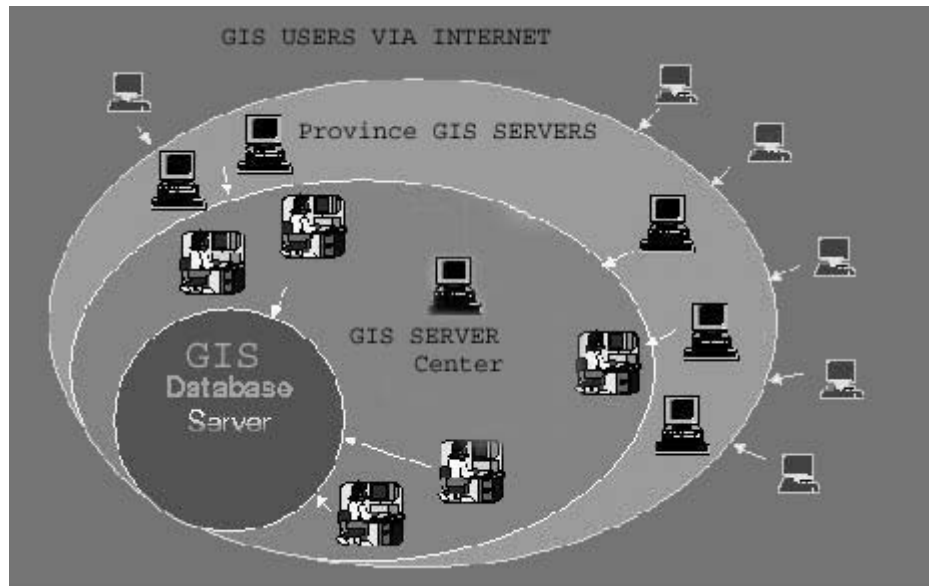 GIS USERS VIA INTERNET
Province GIS SERVERS
GIS SERVER
Center
GIS
Database
Server